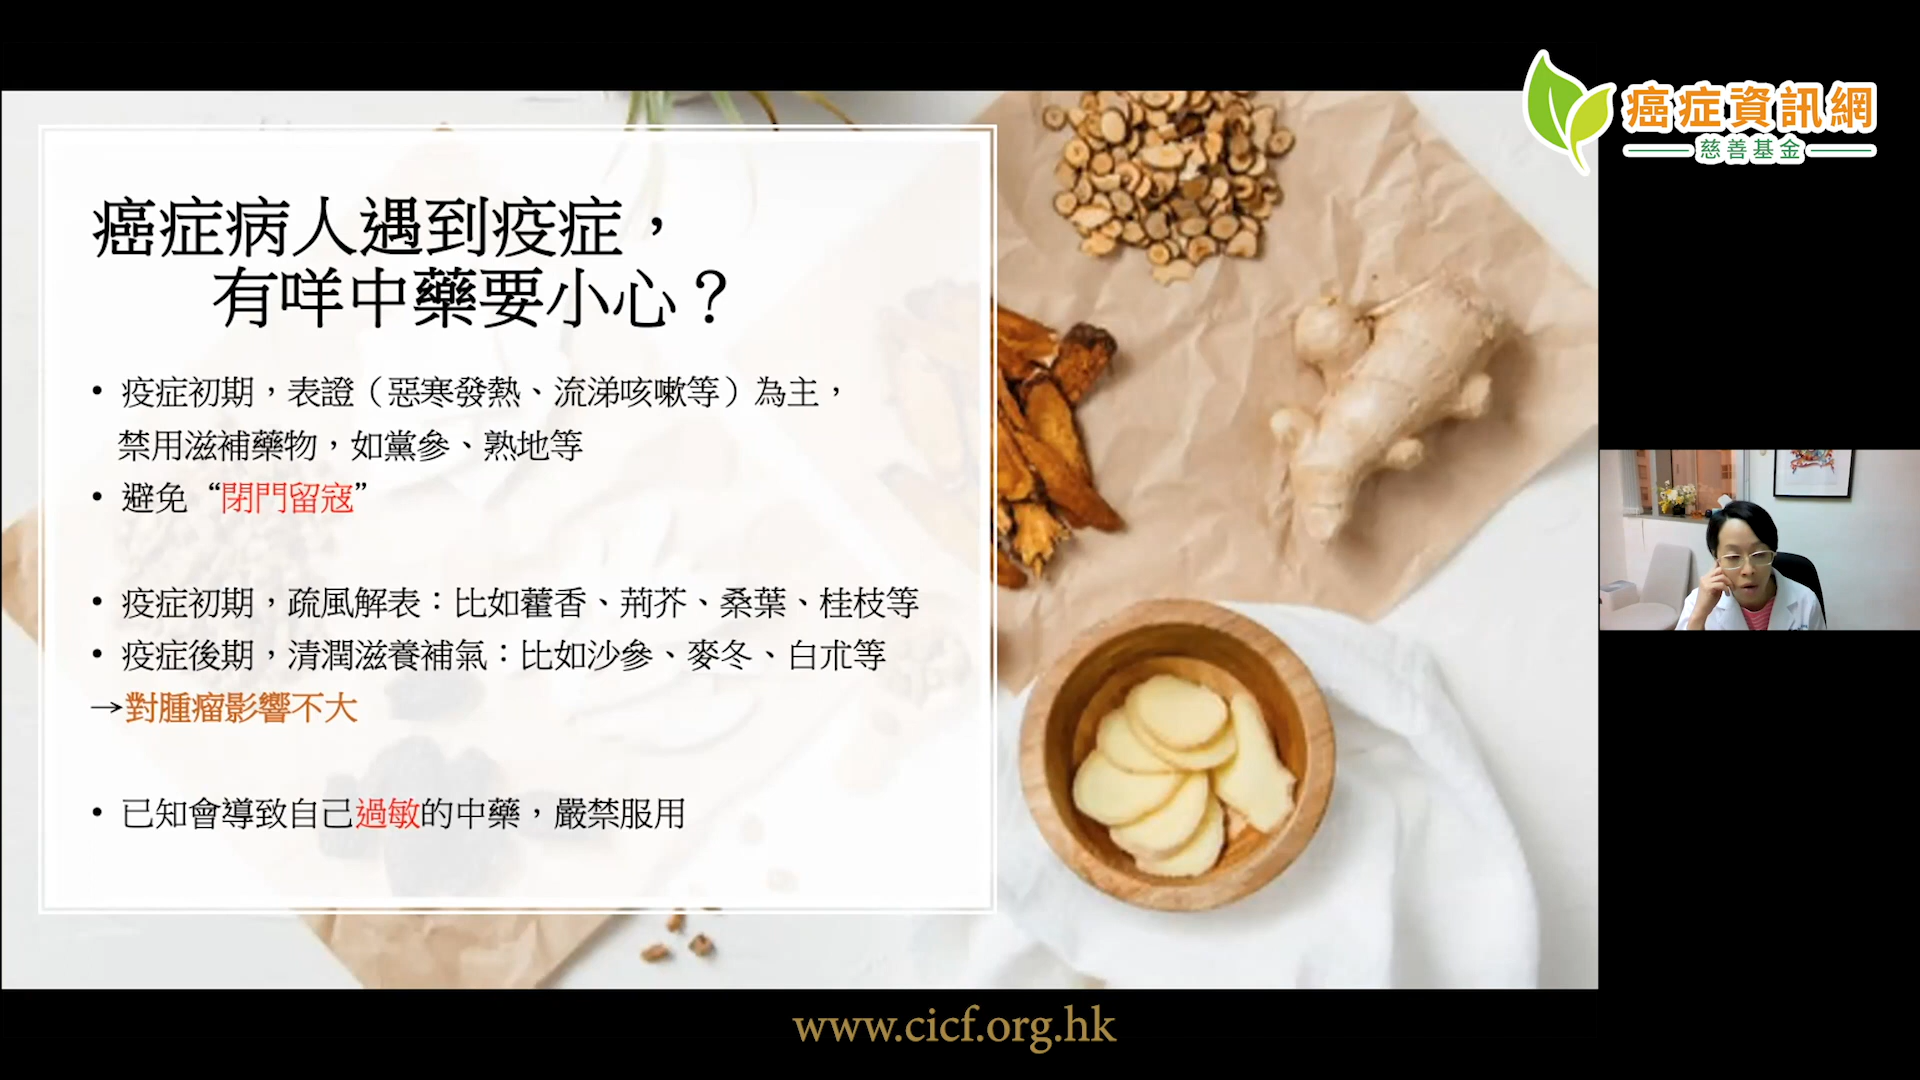 癌症資訊網
慈善基金
癌症病人遇到疫症，
有咩中藥要小心？
• 疫症初期，表證（惡寒發熱、流涕咳嗽等）為主，
禁用滋補藥物，如黨參、熟地等
• 避免“閉門留寇”
• 疫症初期，疏風解表：比如藿香、荊芥、桑葉、桂枝等
• 疫症後期，清潤滋養補氣：比如沙參、麥冬、白朮等
→對腫瘤影響不大
• 已知會導致自己過敏的中藥，嚴禁服用
www.cicf.org.hk